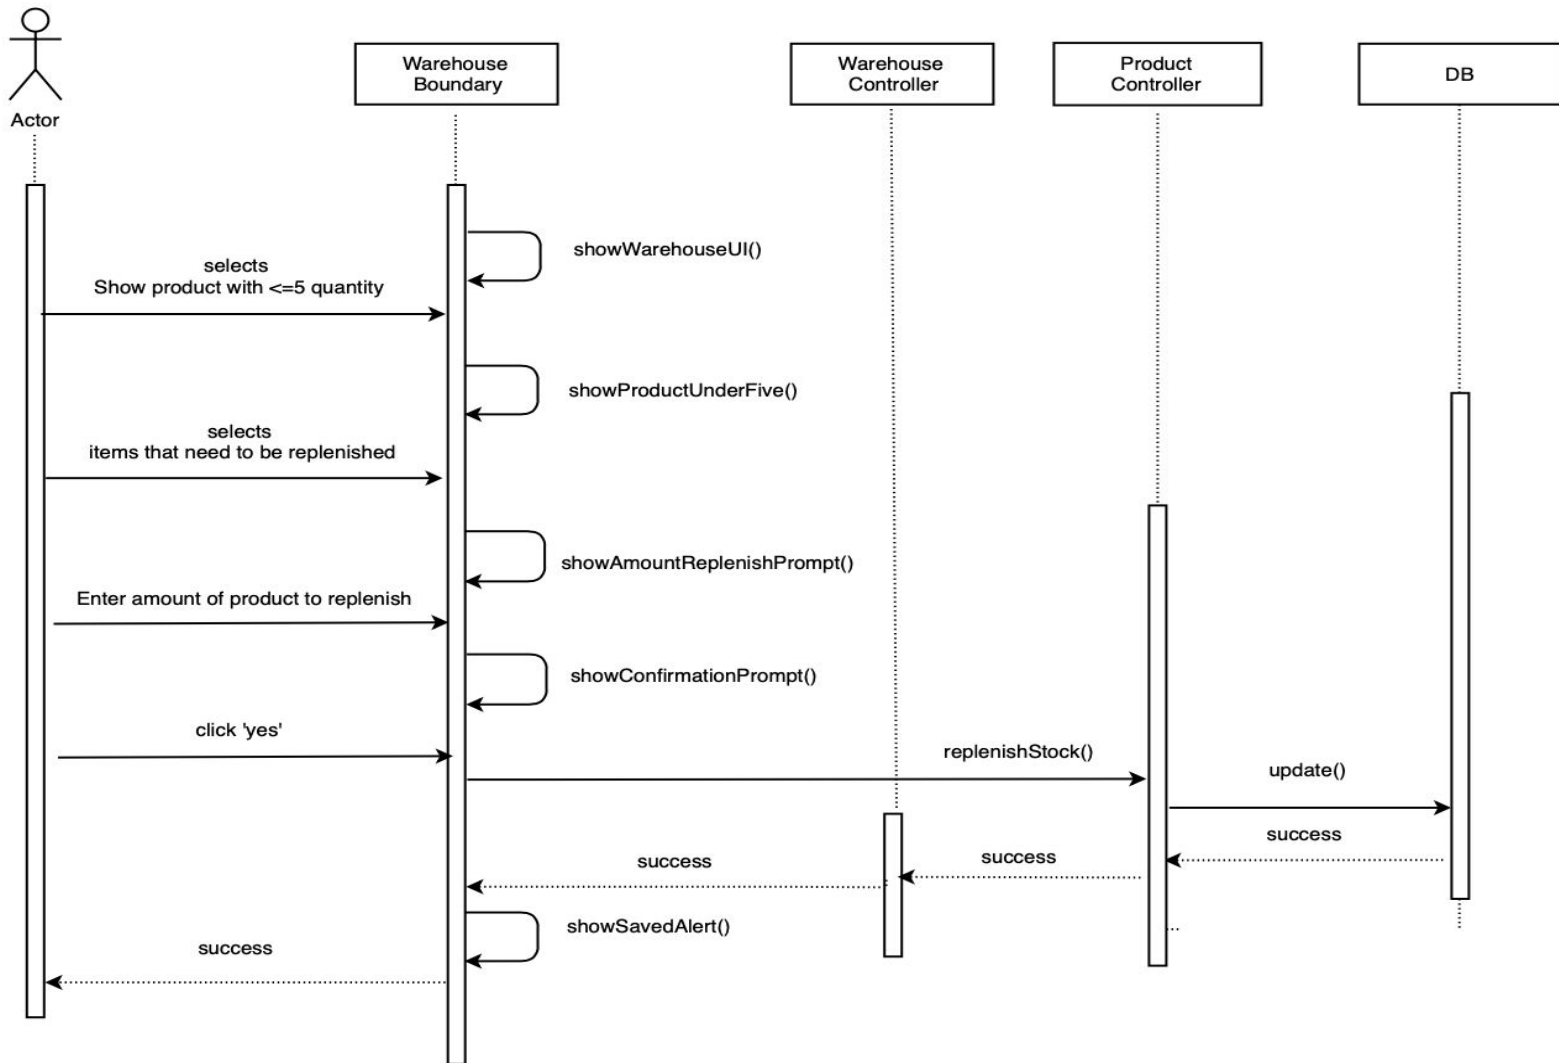 Actor
Warehouse
Boundary
Warehouse
Controller
Product
Controller
DB
showWarehouseUI()
selects
Show product with <=5 quantity
showProductUnderFive()
selects
items that need to be replenished
showAmountReplenishPrompt()
Enter amount of product to replenish
showConfirmationPrompt()
click 'yes'
replenishStock()
update()
success
success
success
showSavedAlert()
success